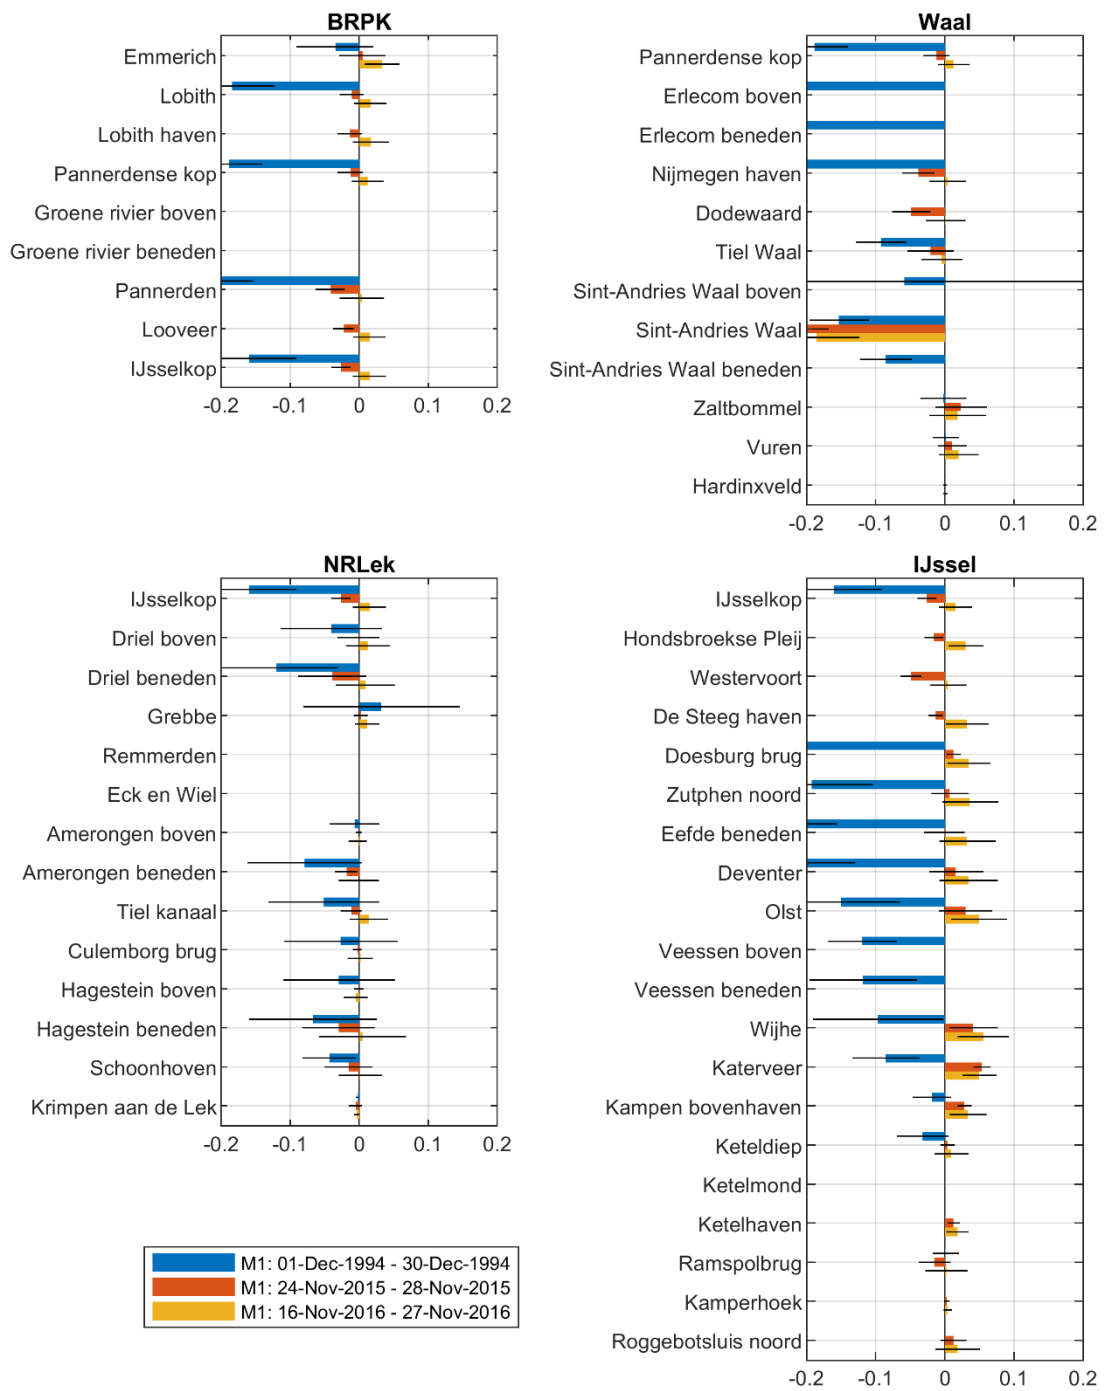 BRPK
Emmerich
Lobith
Lobith haven
Pannerdense kop
Groene rivier boven
Groene rivier beneden
Pannerden
Looveer
IJsselkop
-0.2 -0.1 0 0.1 0.2
Waal
Pannerdense kop
Erlecom boven
Erlecom beneden
Nijmegen haven
Dodewaard
Tiel Waal
Sint-Andries Waal boven
Sint-Andries Waal
Sint-Andries Waal beneden
Zaltbommel
Vuren
Hardinxveld
-0.2 -0.1 0 0.1 0.2
NRLek
IJsselkop
Driel boven
Driel beneden
Grebbe
Remmerden
Eck en Wiel
Amerongen boven
Amerongen beneden
Tiel kanaal
Culemborg brug
Hagestein boven
Hagestein beneden
Schoonhoven
Krimpen aan de Lek
-0.2 -0.1 0 0.1 0.2
IJssel
IJsselkop
Hondsbroekse Pleij
Westervoort
De Steeg haven
Doesburg brug
Zutphen noord
Eefde beneden
Deventer
Olst
Veessen boven
Veessen beneden
Wijhe
Katerveer
Kampen bovenhaven
Keteldiep
Ketelmond
Ketelhaven
Ramspolbrug
Kamperhoek
Roggebotsluis noord
-0.2 -0.1 0 0.1 0.2
M1: 01-Dec-1994 - 30-Dec-1994
M1: 24-Nov-2015 - 28-Nov-2015
M1: 16-Nov-2016 - 27-Nov-2016